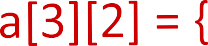 a[3][2] = {